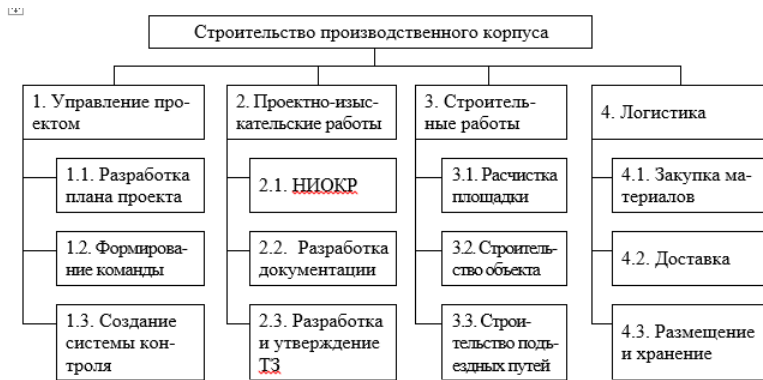 Строительство производственного корпуса
1. Управление про-
ектом
1.1. Разработка
плана проекта
1.2. Формирова-
ние команды
1.3. Создание
системы кон-
троля
2. Проектно-изыс-
кательские работы
2.1. НИОКР
2.2. Разработка
документации
2.3. Разработка
и утверждение
ТЗ
3. Строитель-
ные работы
3.1. Расчистка
площадки
3.2. Строитель-
ство объекта
3.3. Строи-
тельство подъ-
ездных путей
4. Логистика
4.1. Закупка ма-
териалов
4.2. Доставка
4.3. Размещение
и хранение